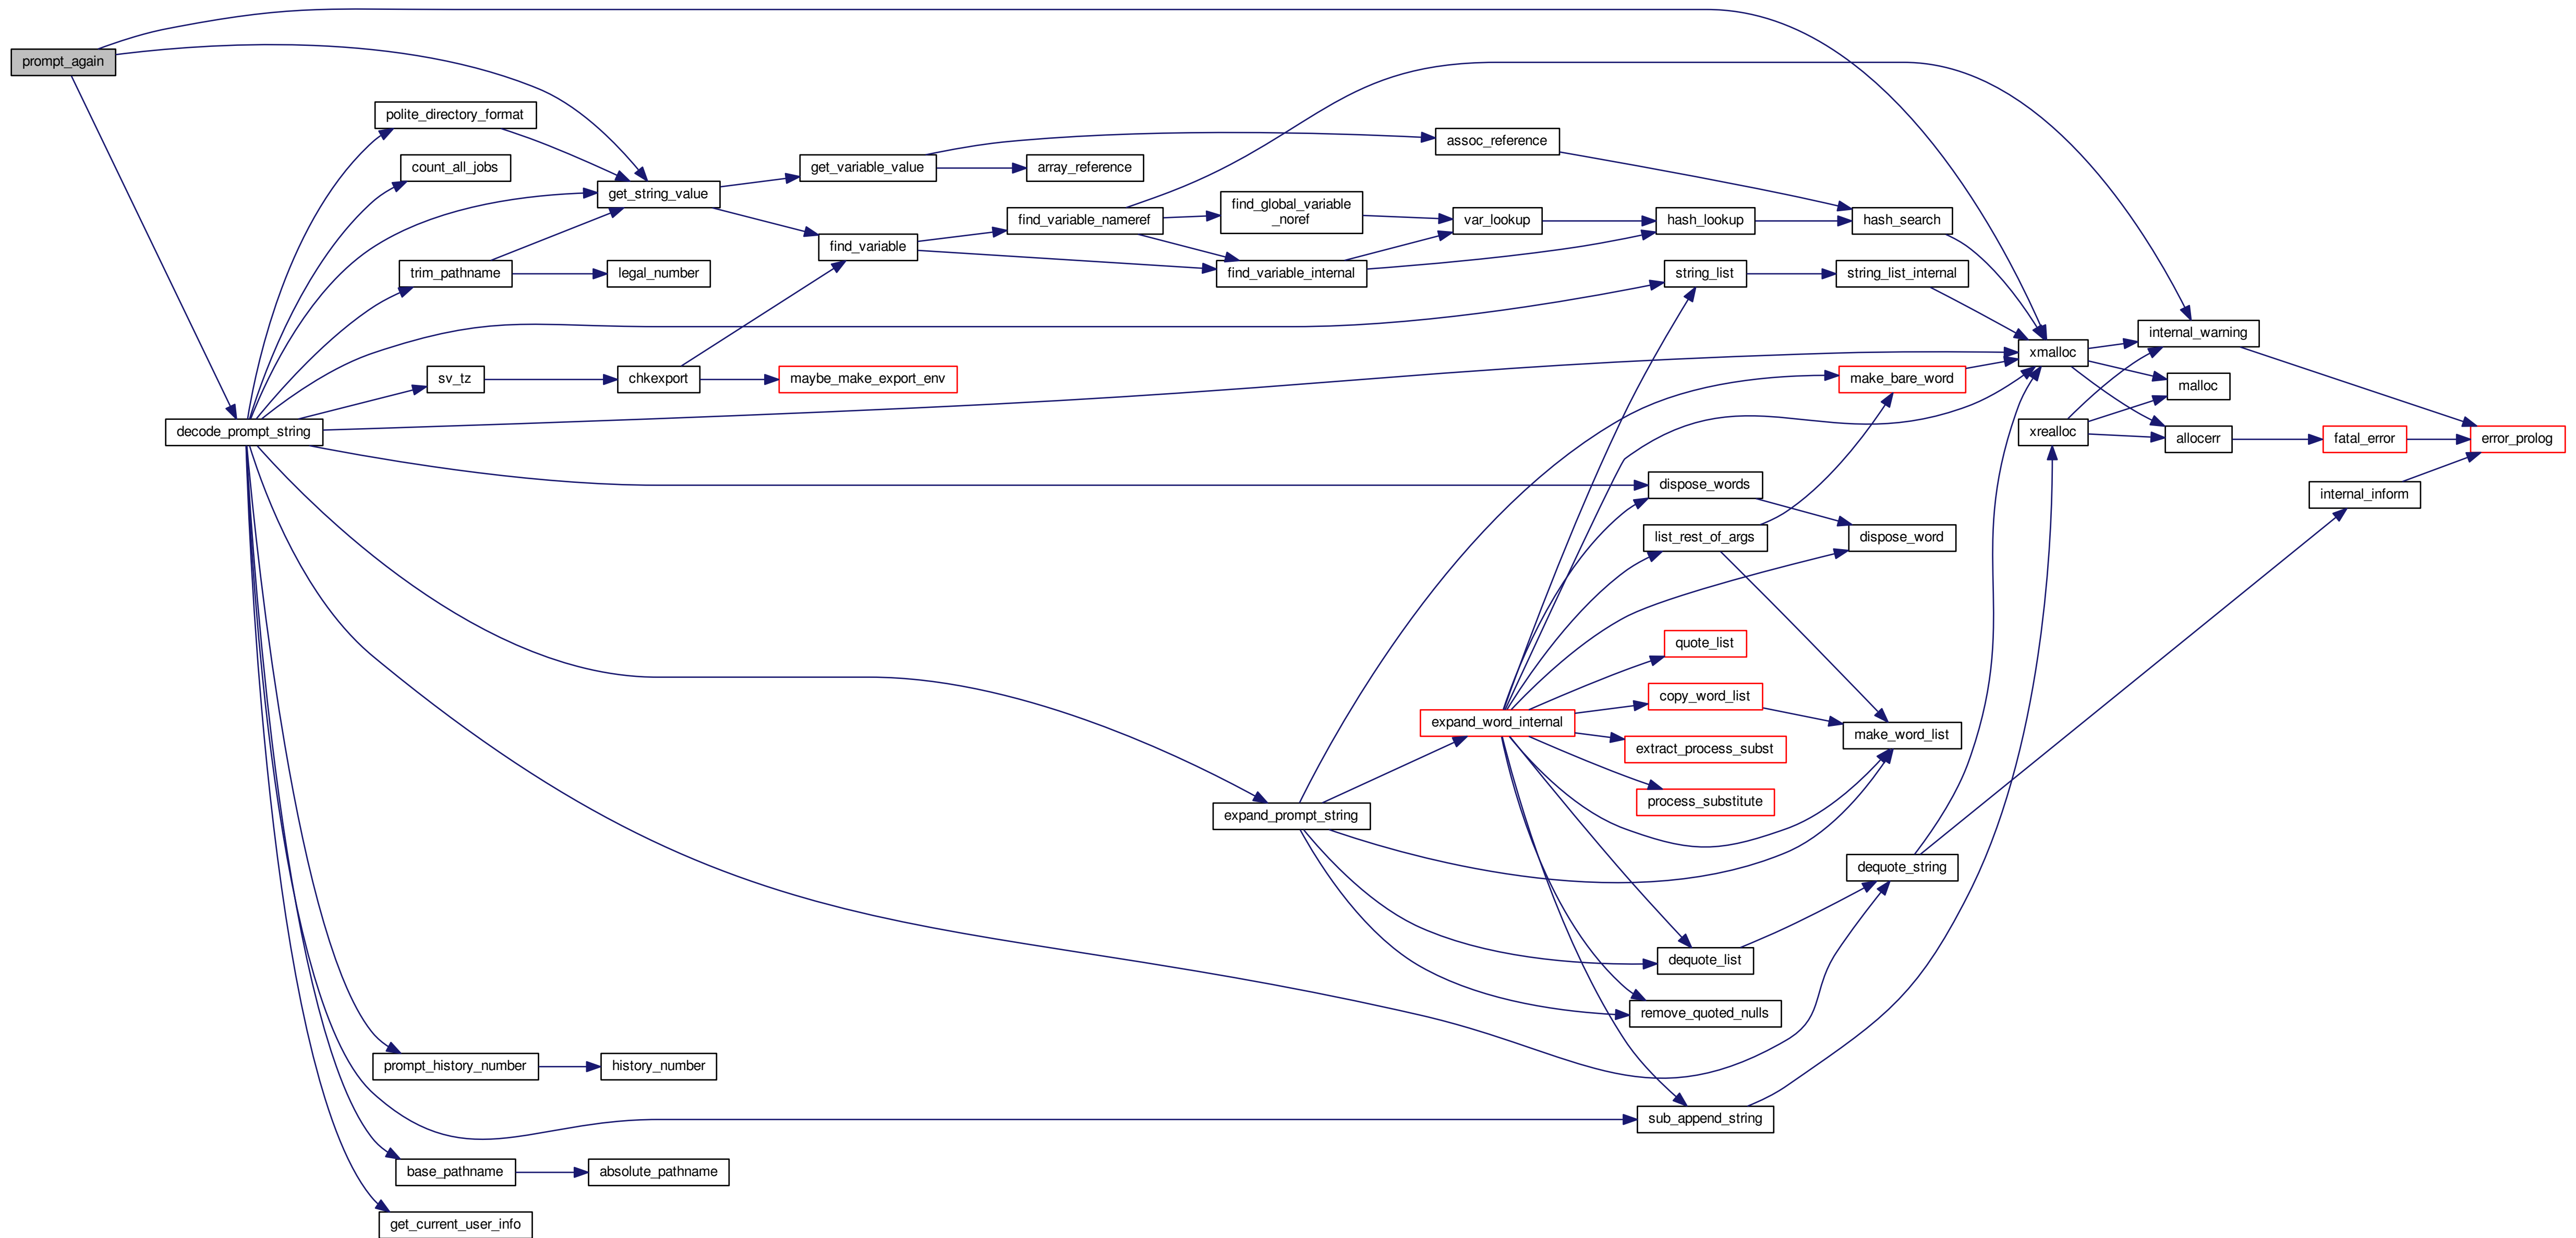 prompt_again
polite_directory_format
assoc_reference
count_all_jobs
get_variable_value
array_reference
get_string_value
find_variable_nameref
find_global_variable
_noref
var_lookup
hash_lookup
hash_search
find_variable
trim_pathname
legal_number
find_variable_internal
string_list
string_list_internal
internal_warning
xmalloc
sv_tz
chkexport
maybe_make_export_env
make_bare_word
malloc
decode_prompt_string
xrealloc
allocerr
fatal_error
error_prolog
dispose_words
internal_inform
list_rest_of_args
dispose_word
quote_list
copy_word_list
expand_word_internal
make_word_list
extract_process_subst
process_substitute
expand_prompt_string
dequote_string
dequote_list
remove_quoted_nulls
prompt_history_number
history_number
sub_append_string
base_pathname
absolute_pathname
get_current_user_info